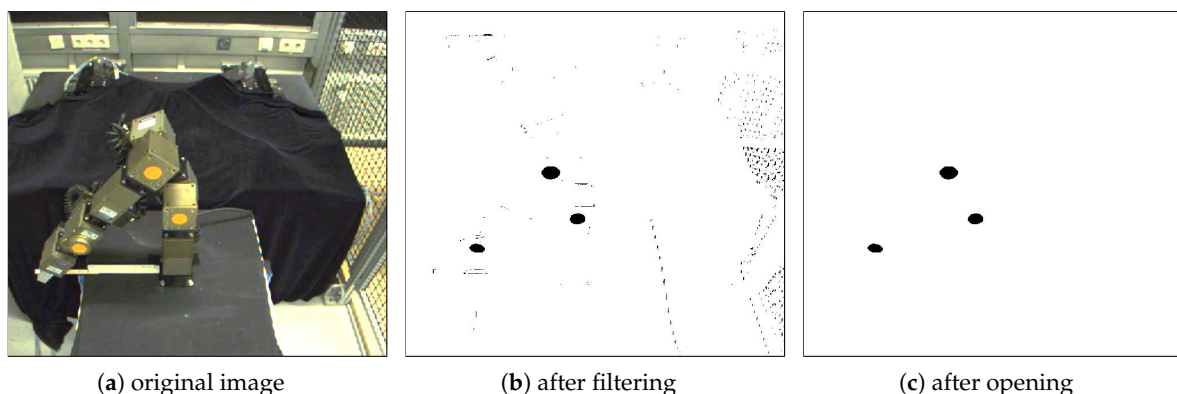 (a) original image
(b) after filtering
(c) after opening